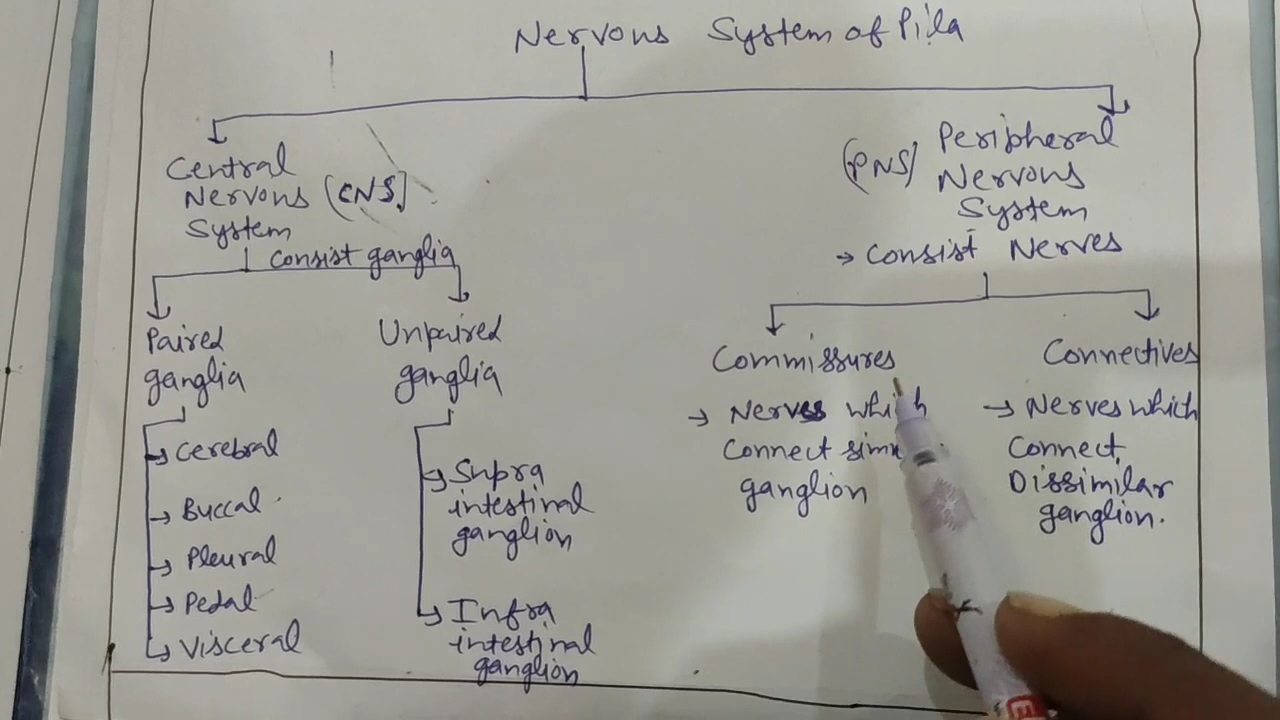 Nervous System of Pila
Central
Nervous (CNS)
System
consist ganglia
Paired
ganglia
Cerebral
Buccal
Pleural
Pedal
Visceral
Unpaired
ganglia
Supra
intestinal
ganglion
Infra
intestinal
ganglion
(PNS) Peripheral
Nervous
System
→ Consist Nerves
Commissures
→ Nerves which
Connect
ganglion
Connectives
→ Nerves which
Connect
Dissimilar
ganglion.